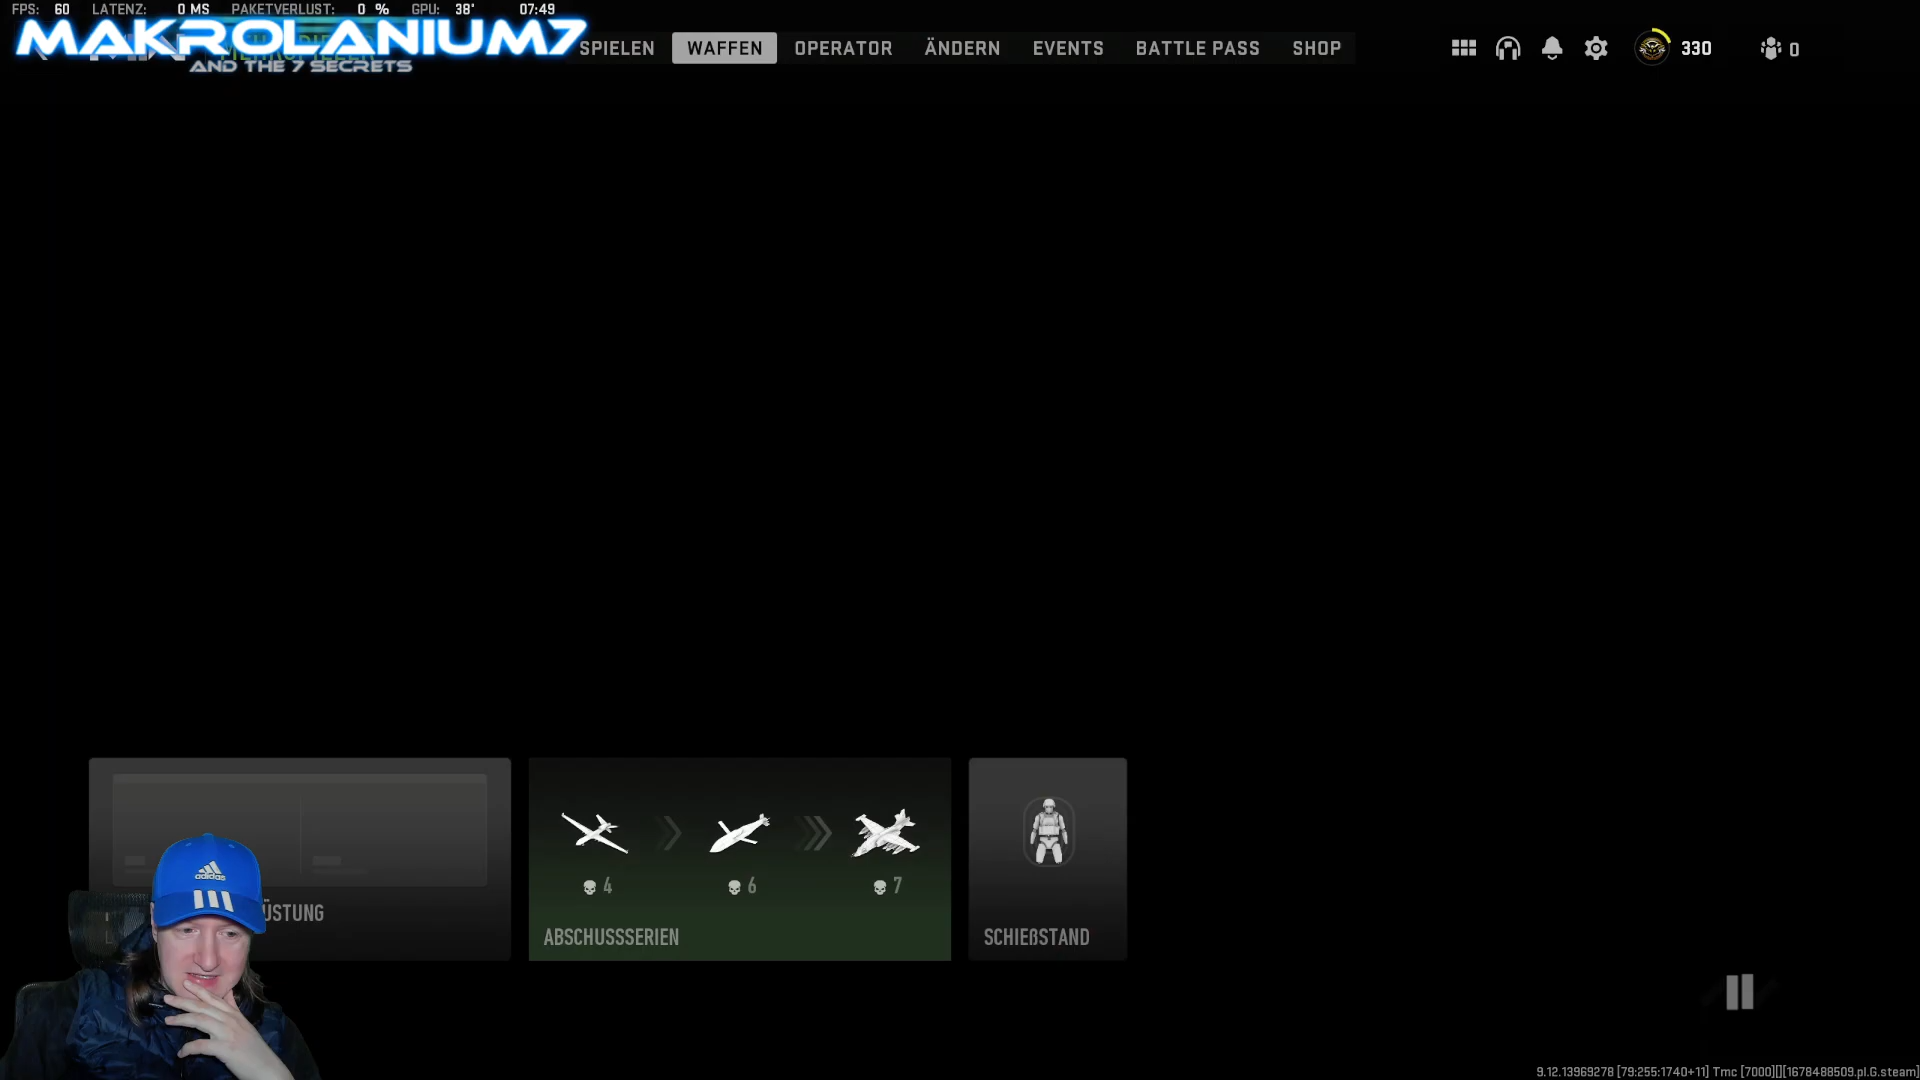 FPS: 60 LATENZ: 0 MS PAKETVERLUST: 0 % GPU: 38° 07:49
MAKROLANIUM7
AND THE 7 SECRETS
SPIELEN WAFFEN OPERATOR ÄNDERN EVENTS BATTLE PASS SHOP
330
0
adidas
4 6 7
ÜSTUNG
ABSCHUSSSERIEN
SCHIEßSTAND
9.12.13969278 [79:255:1740+11] Tmc [7000][][1678488509.pl.G.steam]